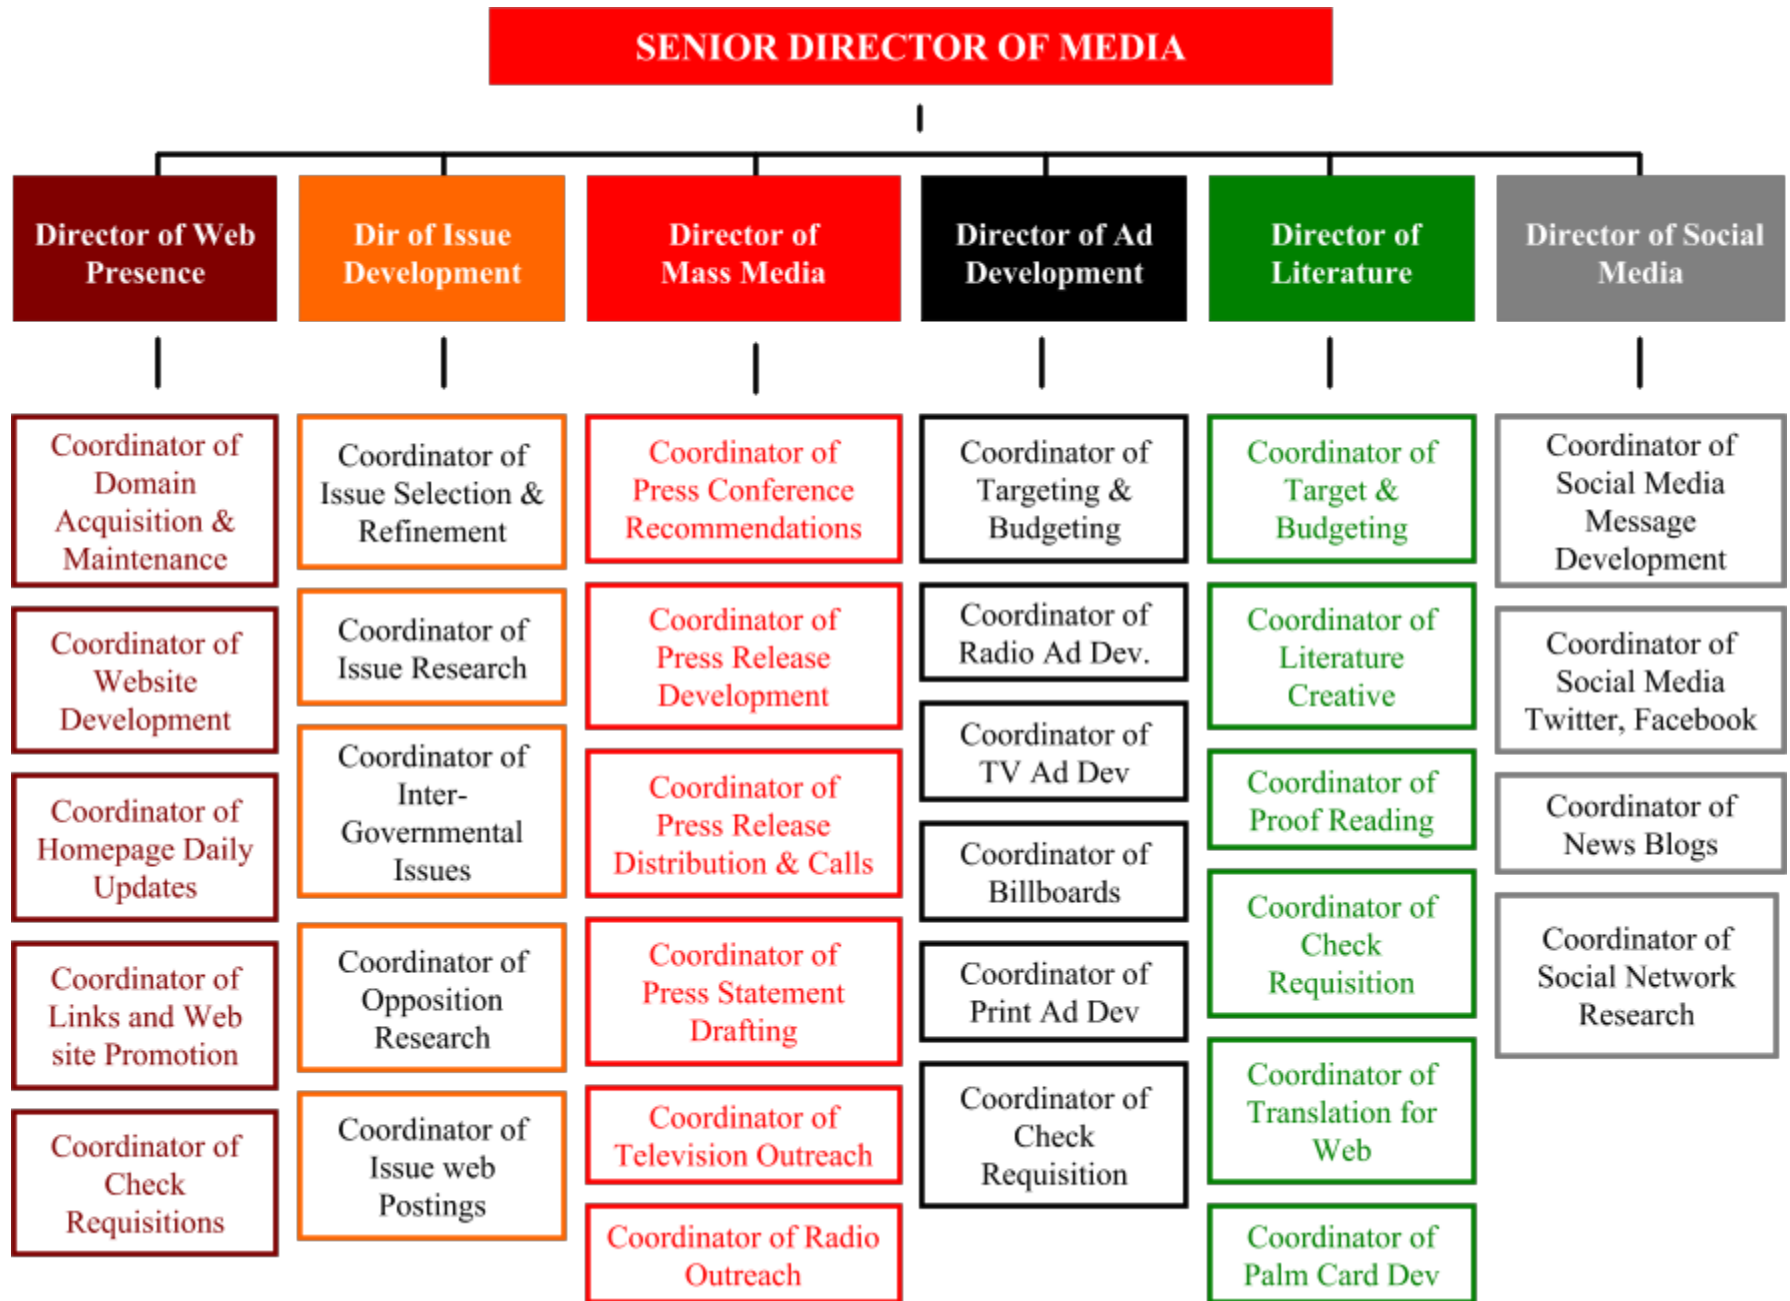 SENIOR DIRECTOR OF MEDIA
Director of Web
Presence
Dir of Issue
Development
Director of
Mass Media
Director of Ad
Development
Director of
Literature
Director of Social
Media
Coordinator of
Domain
Acquisition &
Maintenance
Coordinator of
Website
Development
Coordinator of
Homepage Daily
Updates
Coordinator of
Links and Web
site Promotion
Coordinator of
Check
Requisitions
Coordinator of
Issue Selection &
Refinement
Coordinator of
Issue Research
Coordinator of
Inter-
Governmental
Issues
Coordinator of
Opposition
Research
Coordinator of
Issue web
Postings
Coordinator of
Press Conference
Recommendations
Coordinator of
Press Release
Development
Coordinator of
Press Release
Distribution & Calls
Coordinator of
Press Statement
Drafting
Coordinator of
Television Outreach
Coordinator of Radio
Outreach
Coordinator of
Targeting &
Budgeting
Coordinator of
Radio Ad Dev.
Coordinator of
TV Ad Dev
Coordinator of
Billboards
Coordinator of
Print Ad Dev
Coordinator of
Check
Requisition
Coordinator of
Target &
Budgeting
Coordinator of
Literature
Creative
Coordinator of
Proof Reading
Coordinator of
Check
Requisition
Coordinator of
Translation for
Web
Coordinator of
Palm Card Dev
Coordinator of
Social Media
Message
Development
Coordinator of
Social Media
Twitter, Facebook
Coordinator of
News Blogs
Coordinator of
Social Network
Research